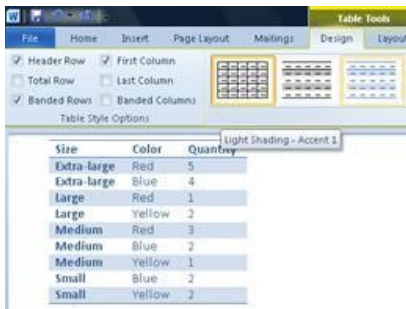 W
Table Tools
File Home Insert Page Layout Mailings Design Layou
Header Row First Column
Total Row Last Column
Banded Rows Banded Columns
Table Style Options
Light Shading - Accent 1
Size Color Quantity
Extra-large Red 5
Extra-large Blue 4
Large Red 1
Large Yellow 2
Medium Red 3
Medium Blue 2
Medium Yellow 1
Small Blue 2
Small Yellow 2